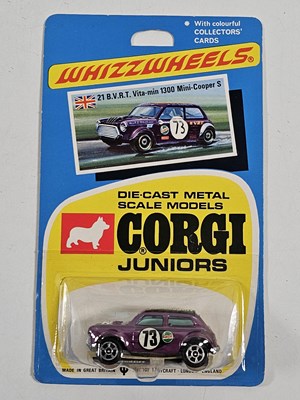 With colourful
COLLECTORS'
CARDS
WHIZZWHEELS®
21 B.V.R.T. Vita-min 1300 Mini-Cooper S
73
DIE-CAST METAL
SCALE MODELS
CORGI
JUNIORS
73
MADE IN GREAT BRITAIN
LONDON ENGLAND